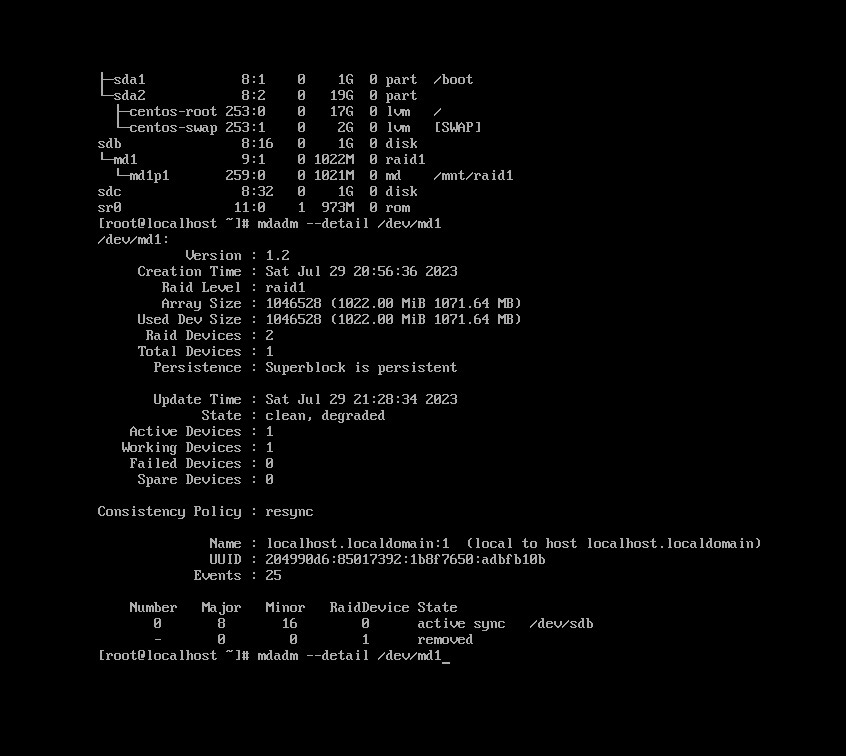 ├─sda1            8:1    0    1G  0 part  /boot
└─sda2            8:2    0   19G  0 part
  ├─centos-root 253:0    0   17G  0 lvm   /
  └─centos-swap 253:1    0    2G  0 lvm   [SWAP]
sdb               8:16   0    1G  0 disk
└─md1             9:1    0 1022M  0 raid1
  └─md1p1       259:0    0 1021M  0 md    /mnt/raid1
sdc               8:32   0    1G  0 disk
sr0              11:0    1  973M  0 rom
[root@localhost ~]# mdadm --detail /dev/md1
/dev/md1:
           Version : 1.2
     Creation Time : Sat Jul 29 20:56:36 2023
        Raid Level : raid1
        Array Size : 1046528 (1022.00 MiB 1071.64 MB)
     Used Dev Size : 1046528 (1022.00 MiB 1071.64 MB)
      Raid Devices : 2
     Total Devices : 1
       Persistence : Superblock is persistent

       Update Time : Sat Jul 29 21:28:34 2023
             State : clean, degraded
    Active Devices : 1
   Working Devices : 1
    Failed Devices : 0
     Spare Devices : 0

Consistency Policy : resync

              Name : localhost.localdomain:1  (local to host localhost.localdomain)
              UUID : 204990d6:85017392:1b8f7650:adbfb10b
            Events : 25

    Number   Major   Minor   RaidDevice State
       0       8       16        0      active sync   /dev/sdb
       -       0        0        1      removed
[root@localhost ~]# mdadm --detail /dev/md1_